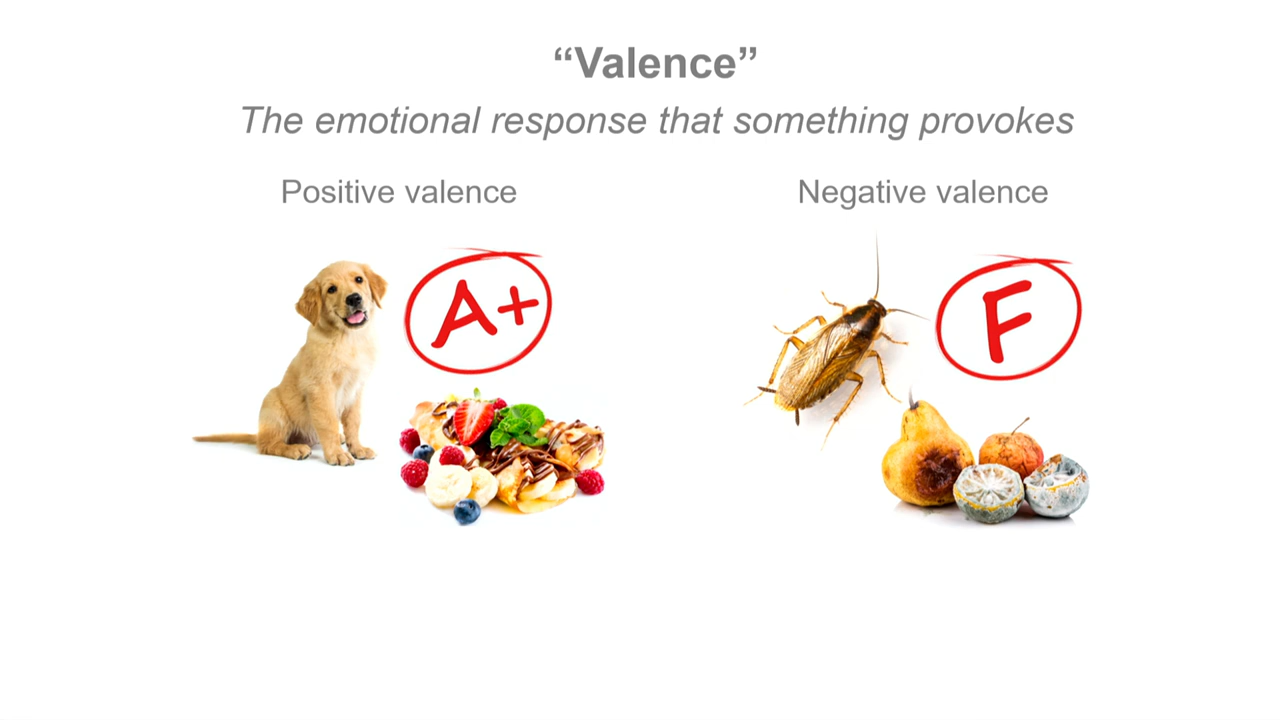 “Valence”
The emotional response that something provokes
Positive valence
Negative valence
A+
F